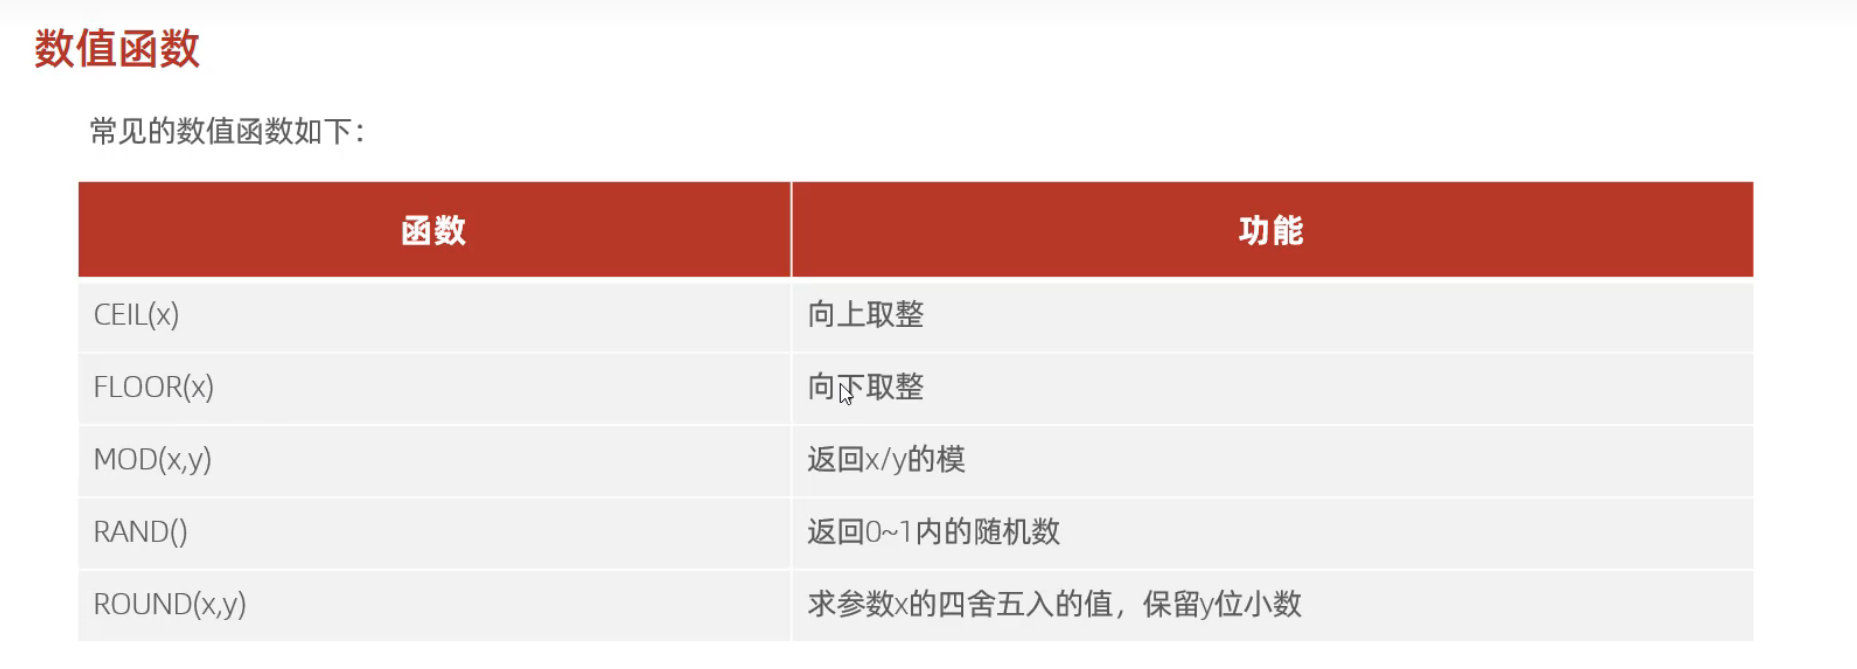 数值函数
常见的数值函数如下：
函数 功能
CEIL(x) 向上取整
FLOOR(x) 向下取整
MOD(x,y) 返回x/y的模
RAND() 返回0~1内的随机数
ROUND(x,y) 求参数x的四舍五入的值，保留y位小数